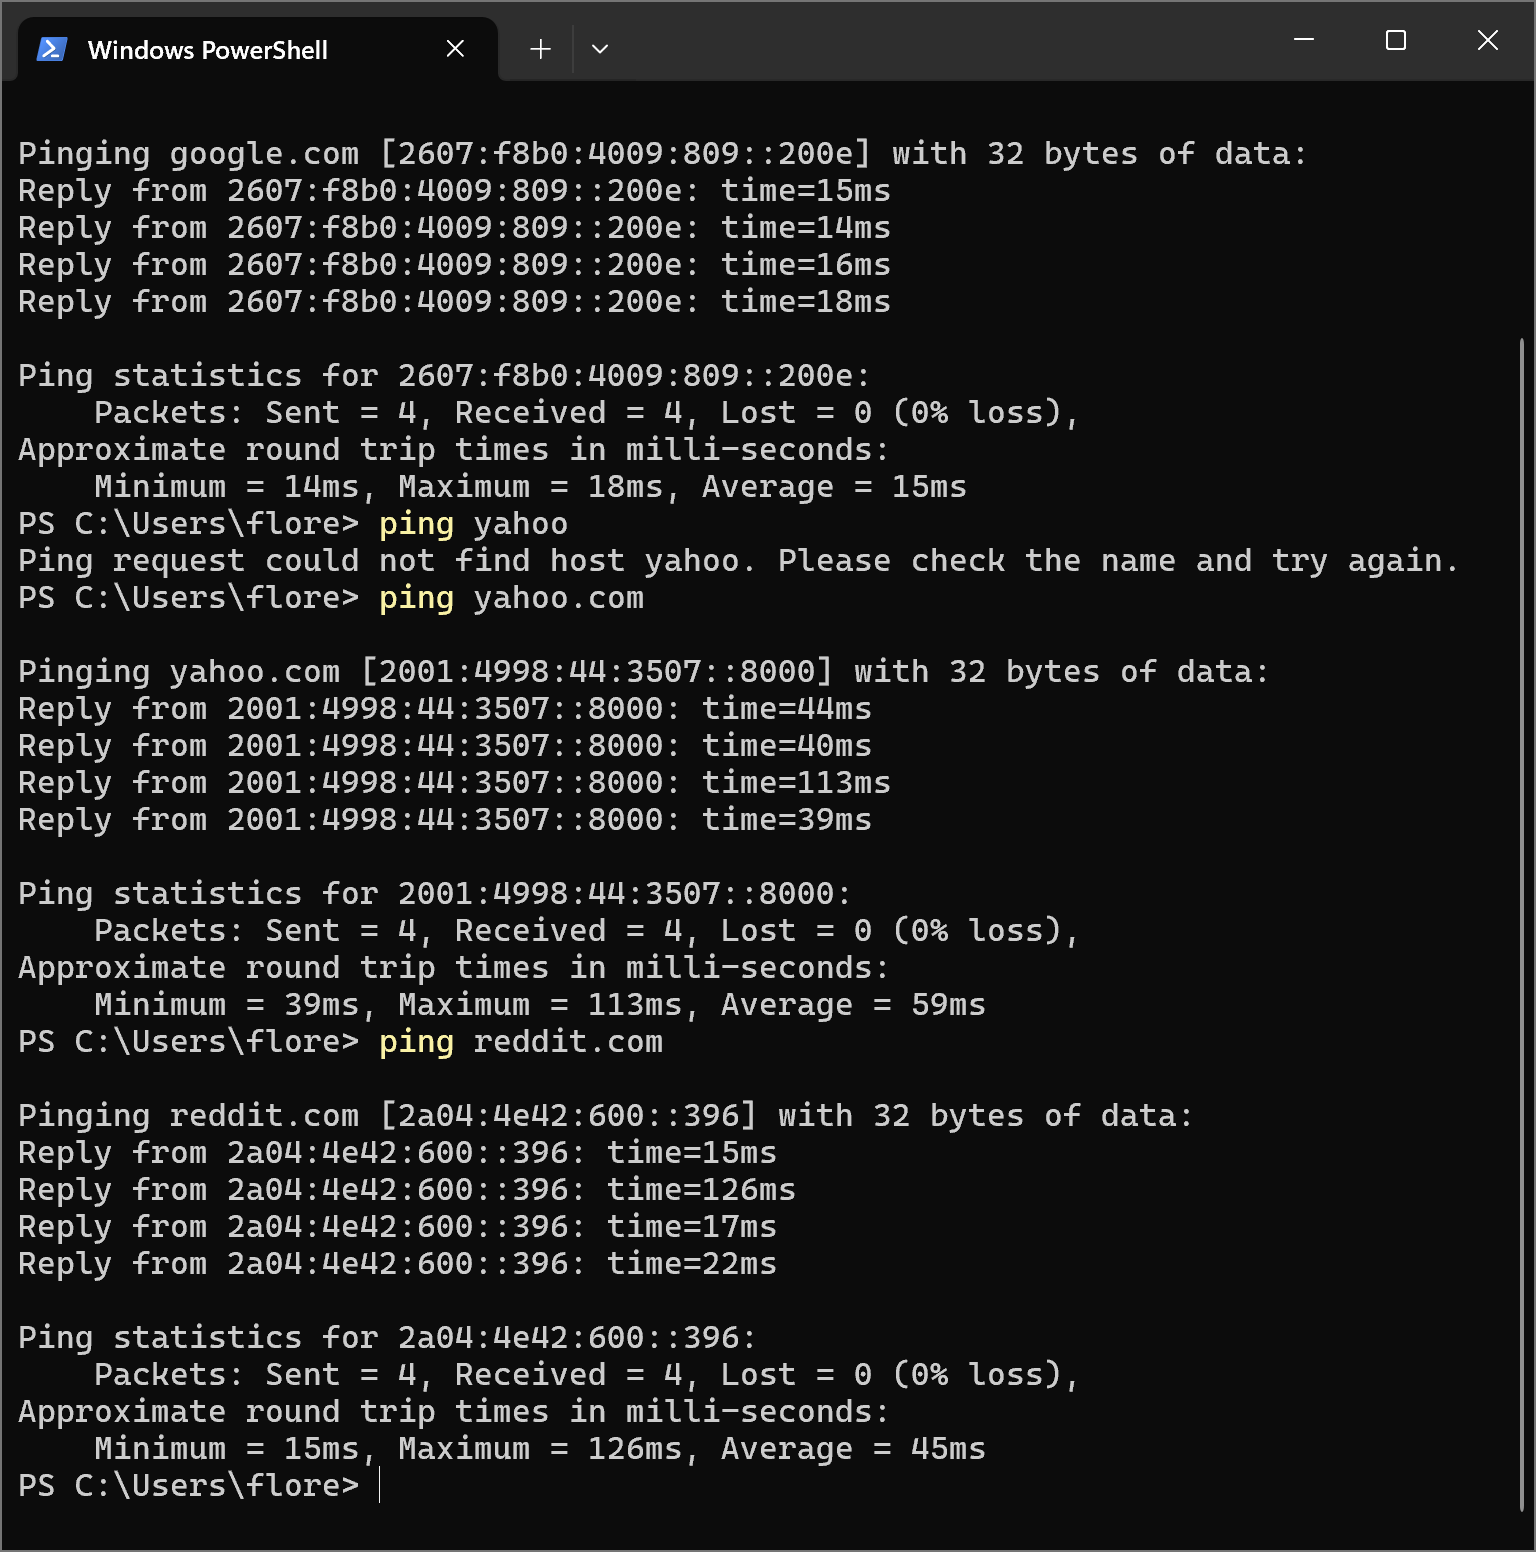 Windows PowerShell
Pinging google.com [2607:f8b0:4009:809::200e] with 32 bytes of data:
Reply from 2607:f8b0:4009:809::200e: time=15ms
Reply from 2607:f8b0:4009:809::200e: time=14ms
Reply from 2607:f8b0:4009:809::200e: time=16ms
Reply from 2607:f8b0:4009:809::200e: time=18ms
Ping statistics for 2607:f8b0:4009:809::200e:
    Packets: Sent = 4, Received = 4, Lost = 0 (0% loss),
Approximate round trip times in milli-seconds:
    Minimum = 14ms, Maximum = 18ms, Average = 15ms
PS C:\Users\flore> ping yahoo
Ping request could not find host yahoo. Please check the name and try again.
PS C:\Users\flore> ping yahoo.com
Pinging yahoo.com [2001:4998:44:3507::8000] with 32 bytes of data:
Reply from 2001:4998:44:3507::8000: time=44ms
Reply from 2001:4998:44:3507::8000: time=40ms
Reply from 2001:4998:44:3507::8000: time=113ms
Reply from 2001:4998:44:3507::8000: time=39ms
Ping statistics for 2001:4998:44:3507::8000:
    Packets: Sent = 4, Received = 4, Lost = 0 (0% loss),
Approximate round trip times in milli-seconds:
    Minimum = 39ms, Maximum = 113ms, Average = 59ms
PS C:\Users\flore> ping reddit.com
Pinging reddit.com [2a04:4e42:600::396] with 32 bytes of data:
Reply from 2a04:4e42:600::396: time=15ms
Reply from 2a04:4e42:600::396: time=126ms
Reply from 2a04:4e42:600::396: time=17ms
Reply from 2a04:4e42:600::396: time=22ms
Ping statistics for 2a04:4e42:600::396:
    Packets: Sent = 4, Received = 4, Lost = 0 (0% loss),
Approximate round trip times in milli-seconds:
    Minimum = 15ms, Maximum = 126ms, Average = 45ms
PS C:\Users\flore>